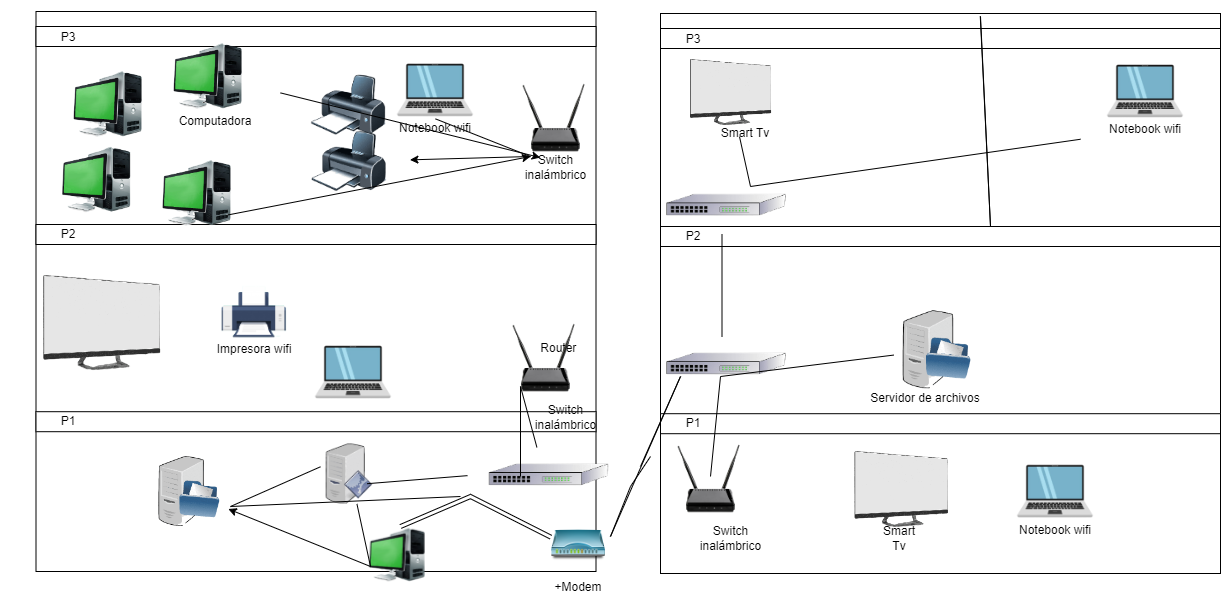 P3
Computadora
Notebook wifi
Switch
inalámbrico
P2
Impresora wifi
Router
Switch
inalámbrico
P1
+Modem
P3
Smart Tv
Notebook wifi
P2
Servidor de archivos
P1
Switch
inalámbrico
Smart
Tv
Notebook wifi